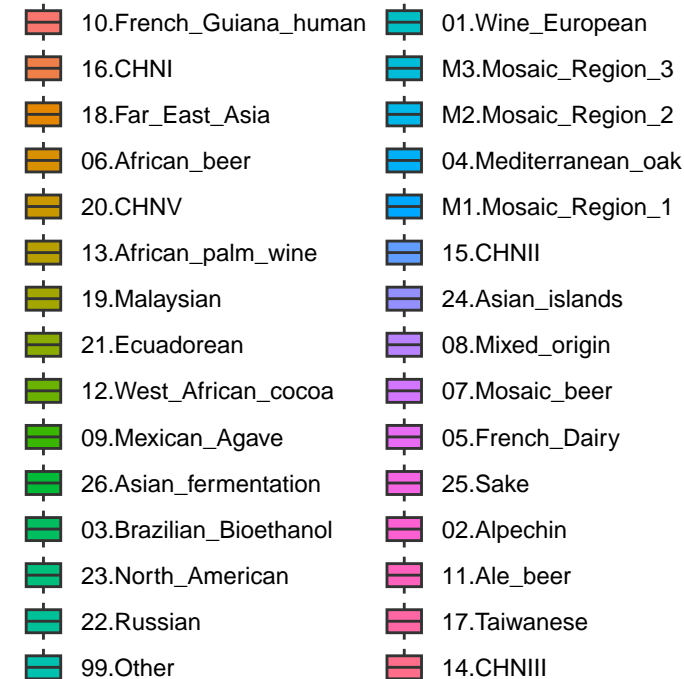 10.French_Guiana_human
16.CHNI
18.Far_East_Asia
06.African_beer
20.CHNV
13.African_palm_wine
19.Malaysian
21.Ecuadorean
12.West_African_cocoa
09.Mexican_Agave
26.Asian_fermentation
03.Brazilian_Bioethanol
23.North_American
22.Russian
99.Other
01.Wine_European
M3.Mosaic_Region_3
M2.Mosaic_Region_2
04.Mediterranean_oak
M1.Mosaic_Region_1
15.CHNII
24.Asian_islands
08.Mixed_origin
07.Mosaic_beer
05.French_Dairy
25.Sake
02.Alpechin
11.Ale_beer
17.Taiwanese
14.CHNIII